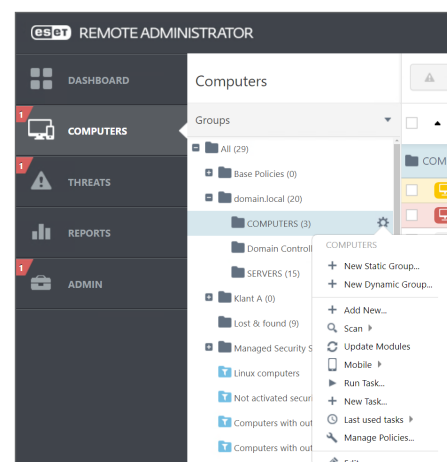 eset REMOTE ADMINISTRATOR
DASHBOARD
1
COMPUTERS
1
THREATS
REPORTS
1
ADMIN
Computers
Groups
All (29)
Base Policies (0)
domain.local (20)
COMPUTERS (3)
Domain Controll
SERVERS (15)
Klant A (0)
Lost & found (9)
Managed Security S
Linux computers
Not activated securi
Computers with out
Computers with out
COM
COMPUTERS
New Static Group...
New Dynamic Group...
Add New...
Scan
Update Modules
Mobile
Run Task...
New Task...
Last used tasks
Manage Policies...